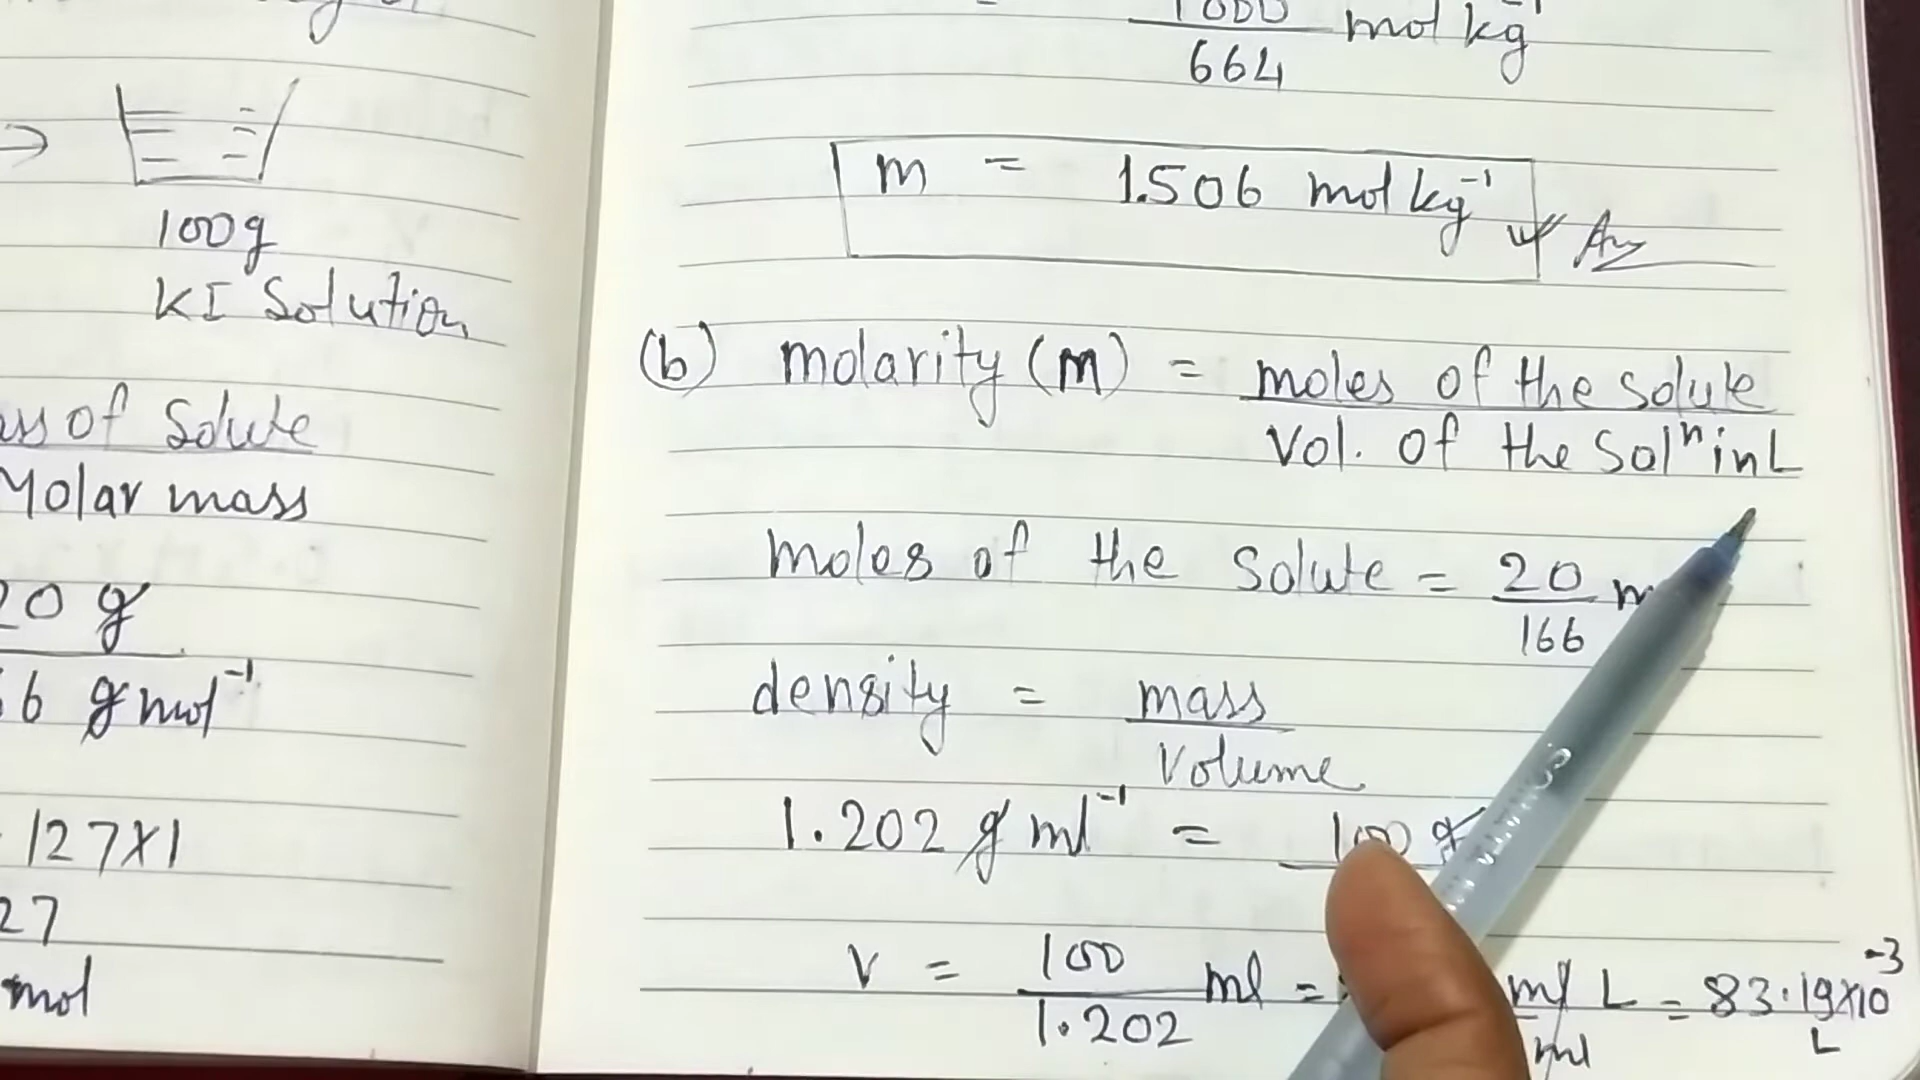 100g
KI Solution
of Solute
Molar mass
20 g
6 g mol⁻¹
127×1
27
mol
1000 mol kg⁻¹
664
m = 1.506 mol kg⁻¹ Ans
(b) molarity (m) = moles of the solute
Vol. of the Solⁿ in L
moles of the Solute = 20
166
density = mass
Volume
1.202 g ml⁻¹ = 100 g
V = 100 ml = ml L = 83.19×10⁻³
1.202 ml L